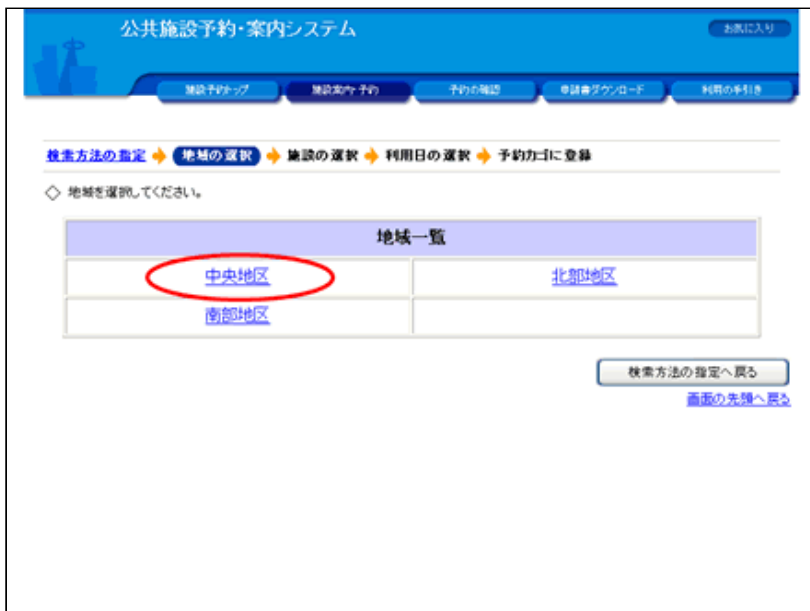 公共施設予約・案内システム
お気に入り
施設予約トップ 施設案内・予約 予約の確認 申請書ダウンロード 利用の手引き
検索方法の指定 地域の選択 施設の選択 利用日の選択 予約カゴに登録
◇ 地域を選択してください。
地域一覧
中央地区 北部地区
南部地区
検索方法の指定へ戻る
画面の先頭へ戻る